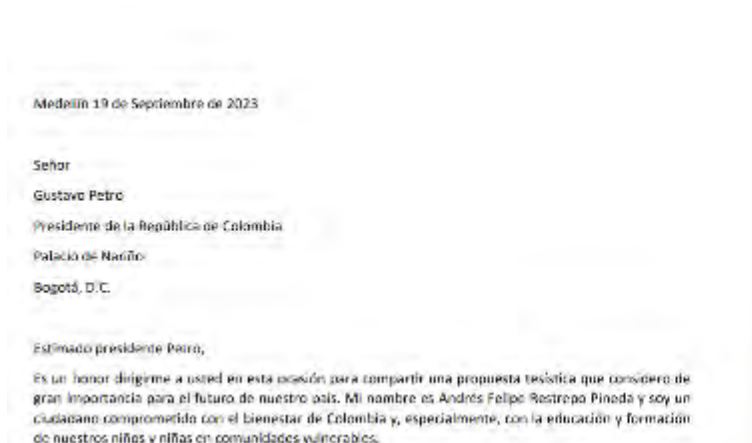 Medellín 19 de Septiembre de 2023
Señor
Gustavo Petro
Presidente de la República de Colombia
Palacio de Nariño
Bogotá, D.C.
Estimado presidente Petro,
Es un honor dirigirme a usted en esta ocasión para compartir una propuesta tesística que considero de
gran importancia para el futuro de nuestro país. Mi nombre es Andrés Felipe Restrepo Pineda y soy un
ciudadano comprometido con el bienestar de Colombia y, especialmente, con la educación y formación
de nuestros niños y niñas en comunidades vulnerables.